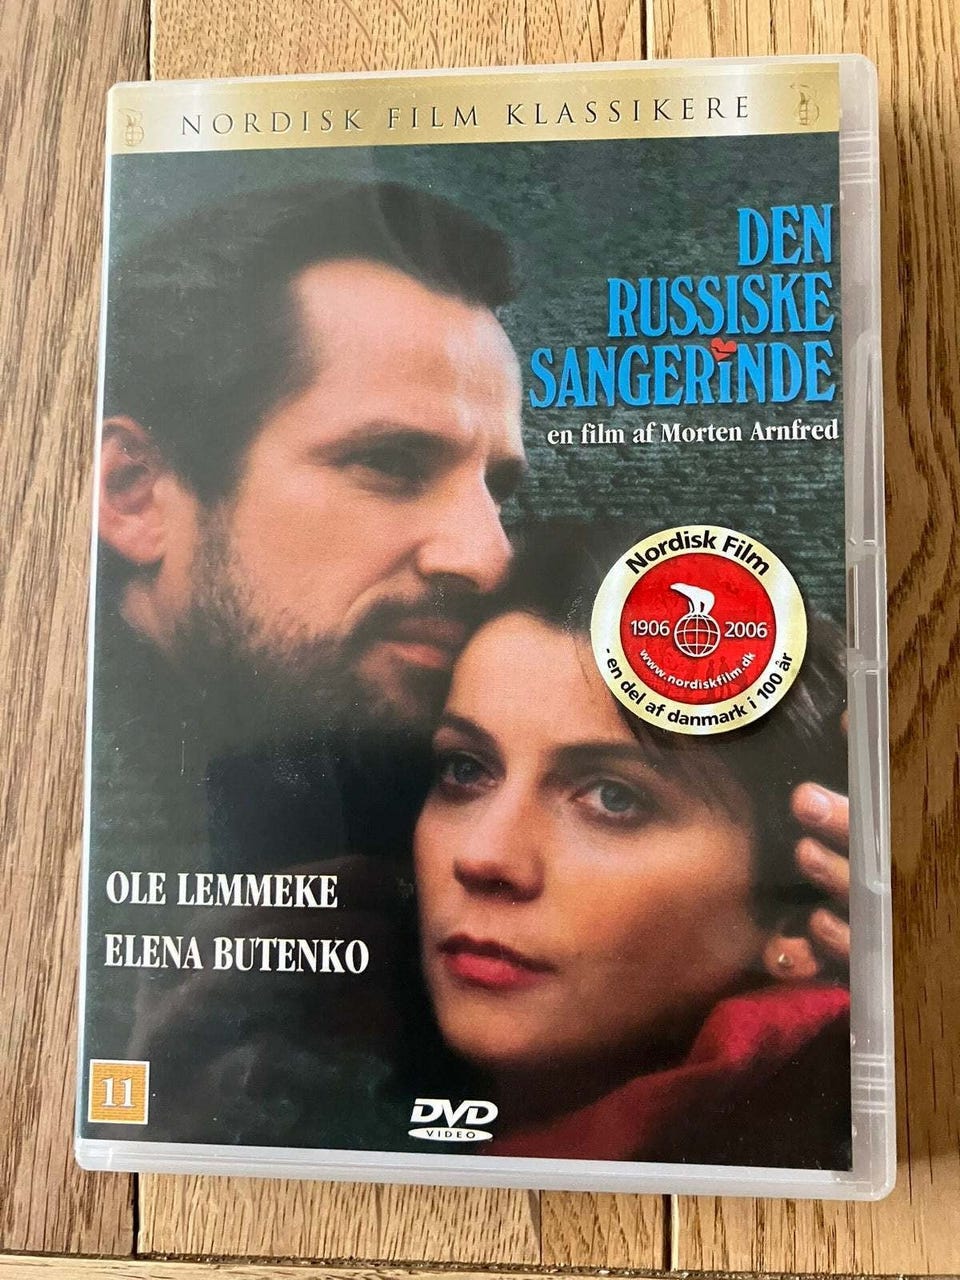 NORDISK FILM KLASSIKERE
DEN
RUSSISKE
SANGERiNDE
en film af Morten Arnfred
Nordisk Film
1906 2006
www.nordiskfilm.dk
- en del af danmark i 100 år
OLE LEMMEKE
ELENA BUTENKO
11
DVD
VIDEO